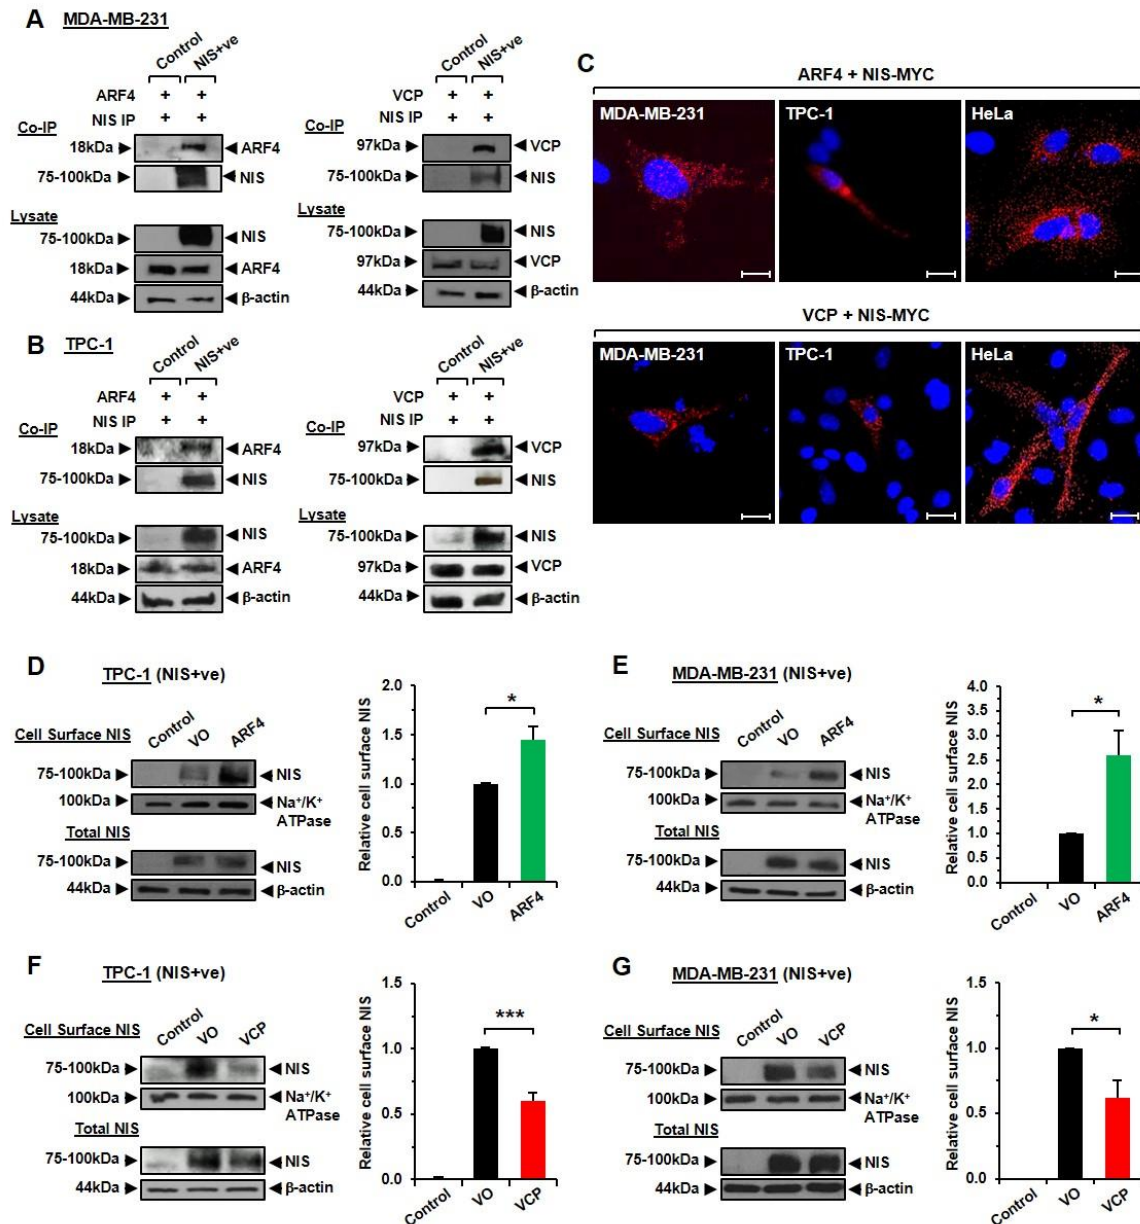 A MDA-MB-231
Control NIS+ve
ARF4 + +
NIS IP + +
Co-IP
18kDa ARF4
75-100kDa NIS
Lysate
75-100kDa NIS
18kDa ARF4
44kDa β-actin
Control NIS+ve
VCP + +
NIS IP + +
Co-IP
97kDa VCP
75-100kDa NIS
Lysate
75-100kDa NIS
97kDa VCP
44kDa β-actin
B TPC-1
Control NIS+ve
ARF4 + +
NIS IP + +
Co-IP
18kDa ARF4
75-100kDa NIS
Lysate
75-100kDa NIS
18kDa ARF4
44kDa β-actin
Control NIS+ve
VCP + +
NIS IP + +
Co-IP
97kDa VCP
75-100kDa NIS
Lysate
75-100kDa NIS
97kDa VCP
44kDa β-actin
C
ARF4 + NIS-MYC
MDA-MB-231 TPC-1 HeLa
VCP + NIS-MYC
MDA-MB-231 TPC-1 HeLa
D TPC-1 (NIS+ve)
Control VO ARF4
Cell Surface NIS
75-100kDa NIS
100kDa Na⁺/K⁺
ATPase
Total NIS
75-100kDa NIS
44kDa β-actin
Relative cell surface NIS
2.0
1.5
1.0
0.5
0.0
*
Control VO ARF4
E MDA-MB-231 (NIS+ve)
Control VO ARF4
Cell Surface NIS
75-100kDa NIS
100kDa Na⁺/K⁺
ATPase
Total NIS
75-100kDa NIS
44kDa β-actin
Relative cell surface NIS
4.0
3.5
3.0
2.5
2.0
1.5
1.0
0.5
0.0
*
Control VO ARF4
F TPC-1 (NIS+ve)
Control VO VCP
Cell Surface NIS
75-100kDa NIS
100kDa Na⁺/K⁺
ATPase
Total NIS
75-100kDa NIS
44kDa β-actin
Relative cell surface NIS
1.5
1.0
0.5
0.0
***
Control VO VCP
G MDA-MB-231 (NIS+ve)
Control VO VCP
Cell Surface NIS
75-100kDa NIS
100kDa Na⁺/K⁺
ATPase
Total NIS
75-100kDa NIS
44kDa β-actin
Relative cell surface NIS
1.5
1.0
0.5
0.0
*
Control VO VCP